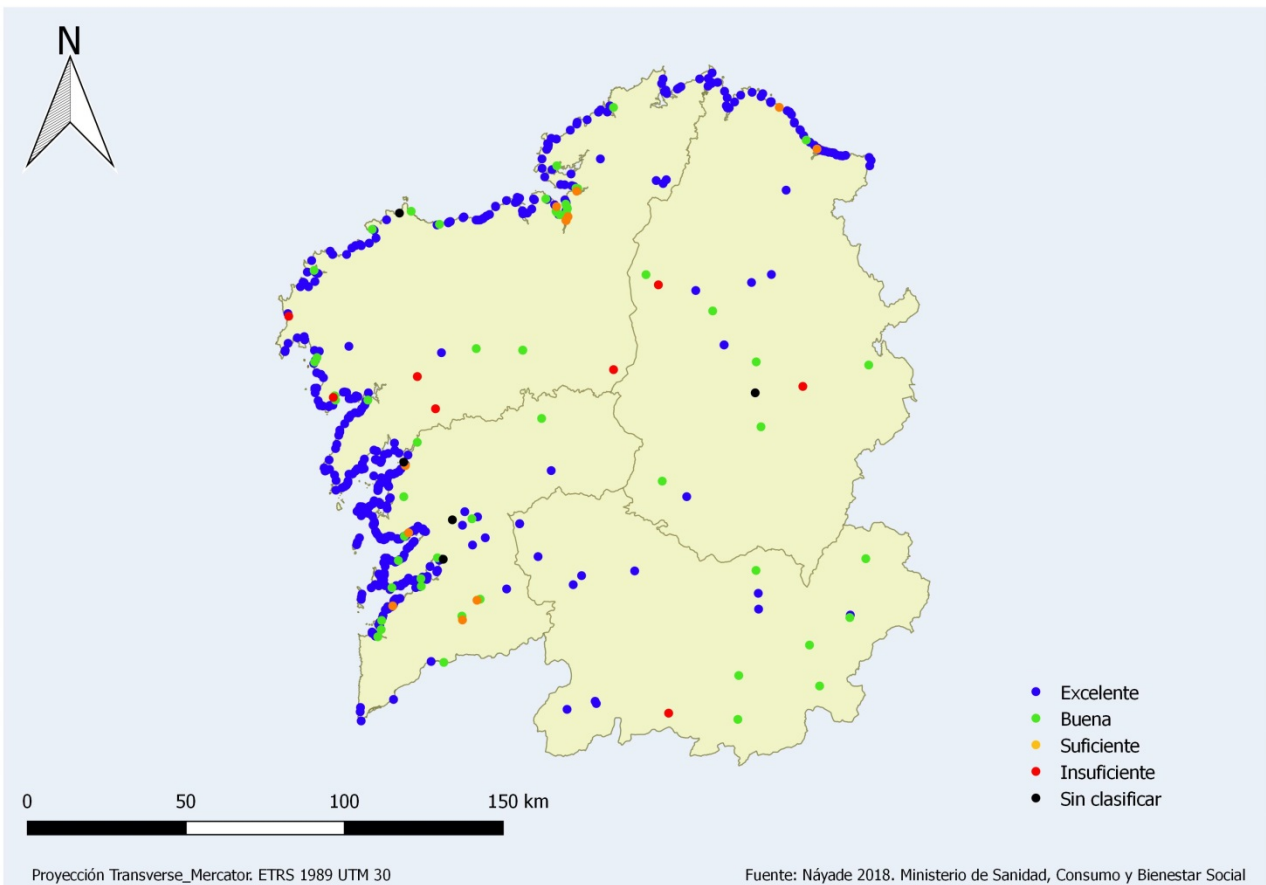 N
Excelente
Buena
Suficiente
Insuficiente
Sin clasificar
0 50 100 150 km
Proyección Transverse_Mercator. ETRS 1989 UTM 30
Fuente: Náyade 2018. Ministerio de Sanidad, Consumo y Bienestar Social